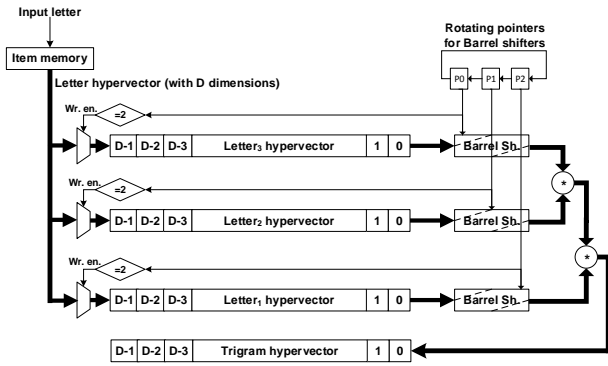 Input letter
Item memory
Rotating pointers
for Barrel shifters
P0 P1 P2
Letter hypervector (with D dimensions)
Wr. en. =2
D-1 D-2 D-3 Letter₃ hypervector 1 0 Barrel Sh.
*
Wr. en. =2
D-1 D-2 D-3 Letter₂ hypervector 1 0 Barrel Sh.
*
Wr. en. =2
D-1 D-2 D-3 Letter₁ hypervector 1 0 Barrel Sh.
D-1 D-2 D-3 Trigram hypervector 1 0